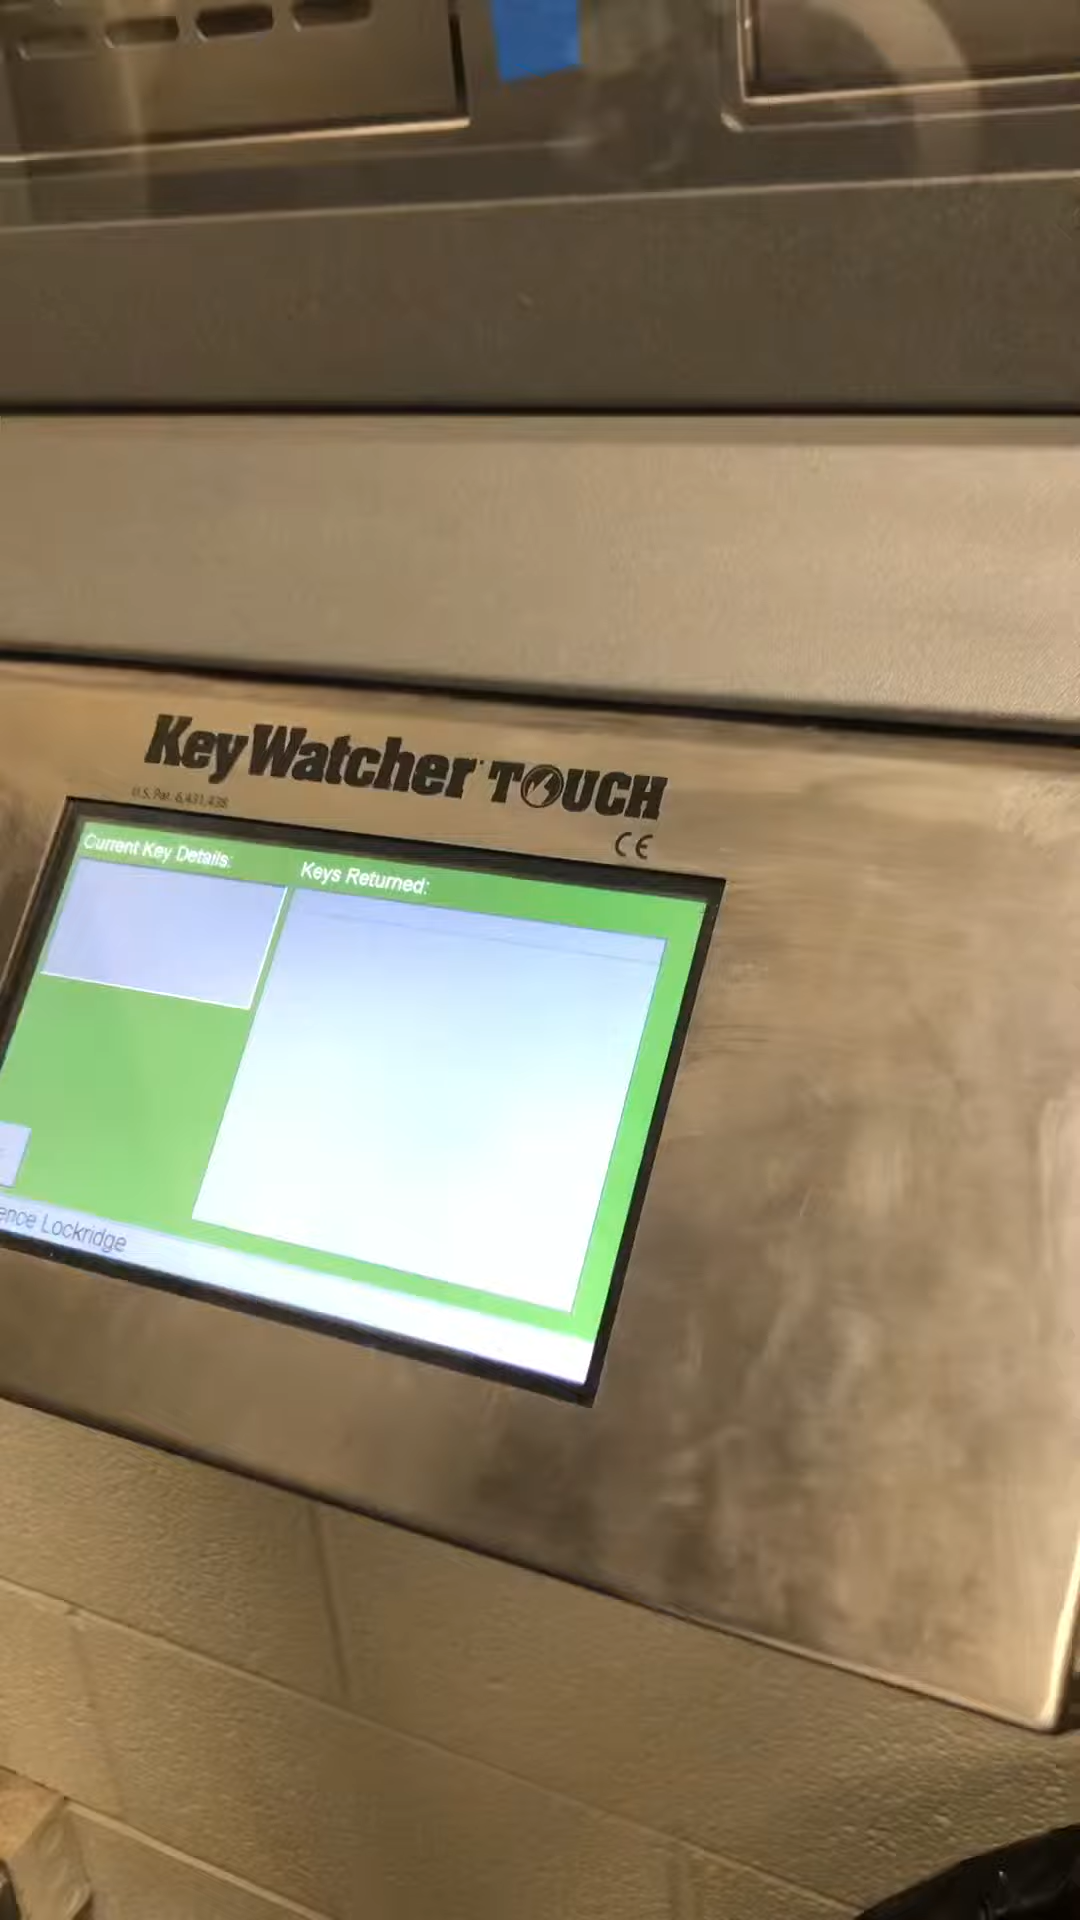 KeyWatcher TOUCH
U.S. Pat. 6,431,438
CE
Current Key Details:
Keys Returned:
ence Lockridge